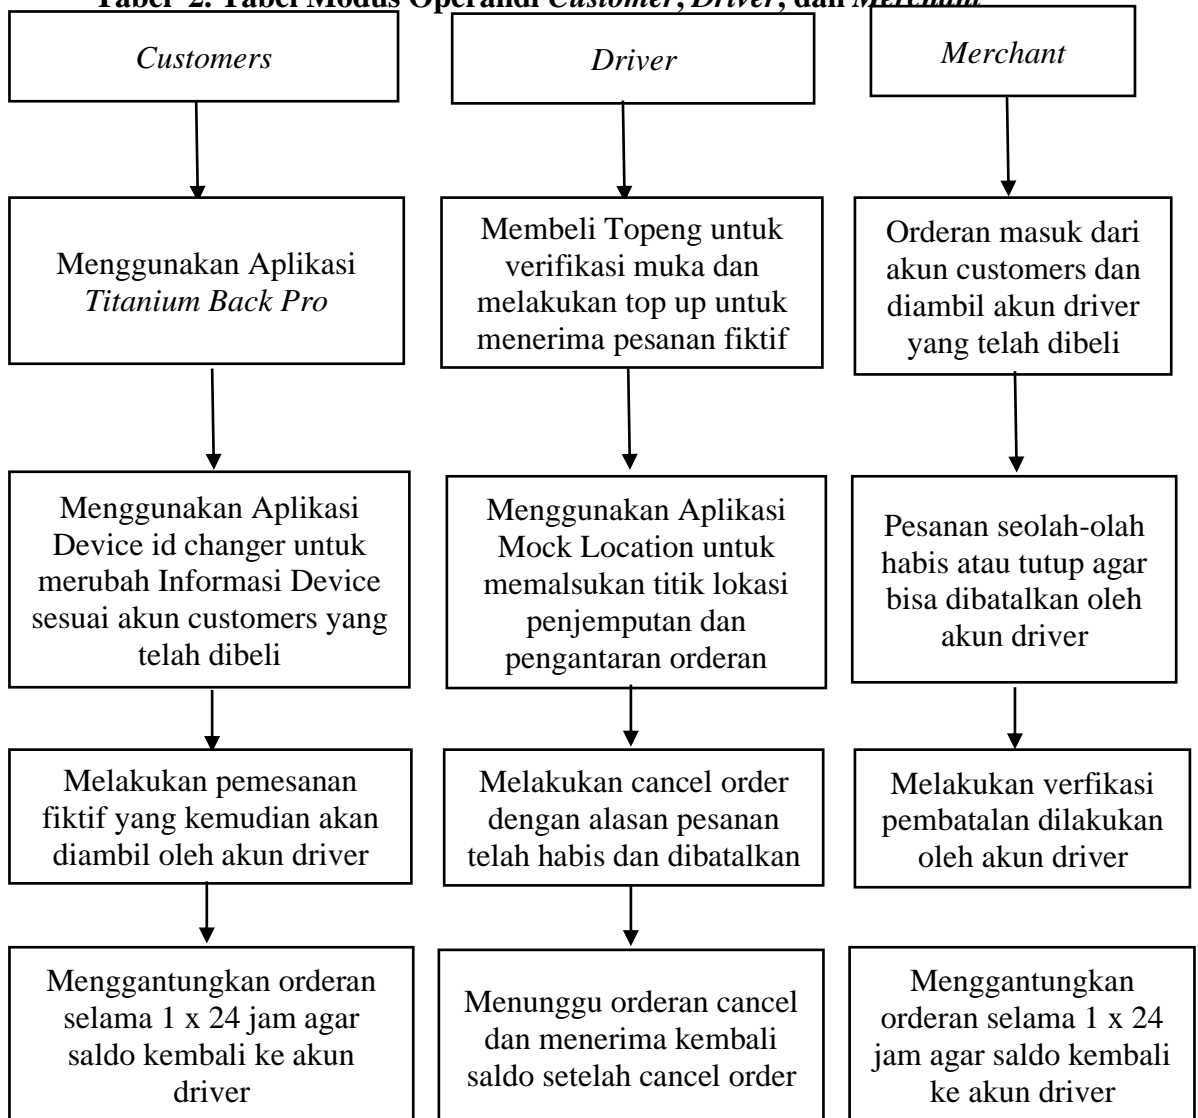 Tabel 2. Tabel Modus Operandi Customer, Driver, dan Merchant
Customers
Menggunakan Aplikasi
Titanium Back Pro
Menggunakan Aplikasi
Device id changer untuk
merubah Informasi Device
sesuai akun customers yang
telah dibeli
Melakukan pemesanan
fiktif yang kemudian akan
diambil oleh akun driver
Menggantungkan orderan
selama 1 x 24 jam agar
saldo kembali ke akun
driver
Driver
Membeli Topeng untuk
verifikasi muka dan
melakukan top up untuk
menerima pesanan fiktif
Menggunakan Aplikasi
Mock Location untuk
memalsukan titik lokasi
penjemputan dan
pengantaran orderan
Melakukan cancel order
dengan alasan pesanan
telah habis dan dibatalkan
Menunggu orderan cancel
dan menerima kembali
saldo setelah cancel order
Merchant
Orderan masuk dari
akun customers dan
diambil akun driver
yang telah dibeli
Pesanan seolah-olah
habis atau tutup agar
bisa dibatalkan oleh
akun driver
Melakukan verfikasi
pembatalan dilakukan
oleh akun driver
Menggantungkan
orderan selama 1 x 24
jam agar saldo kembali
ke akun driver